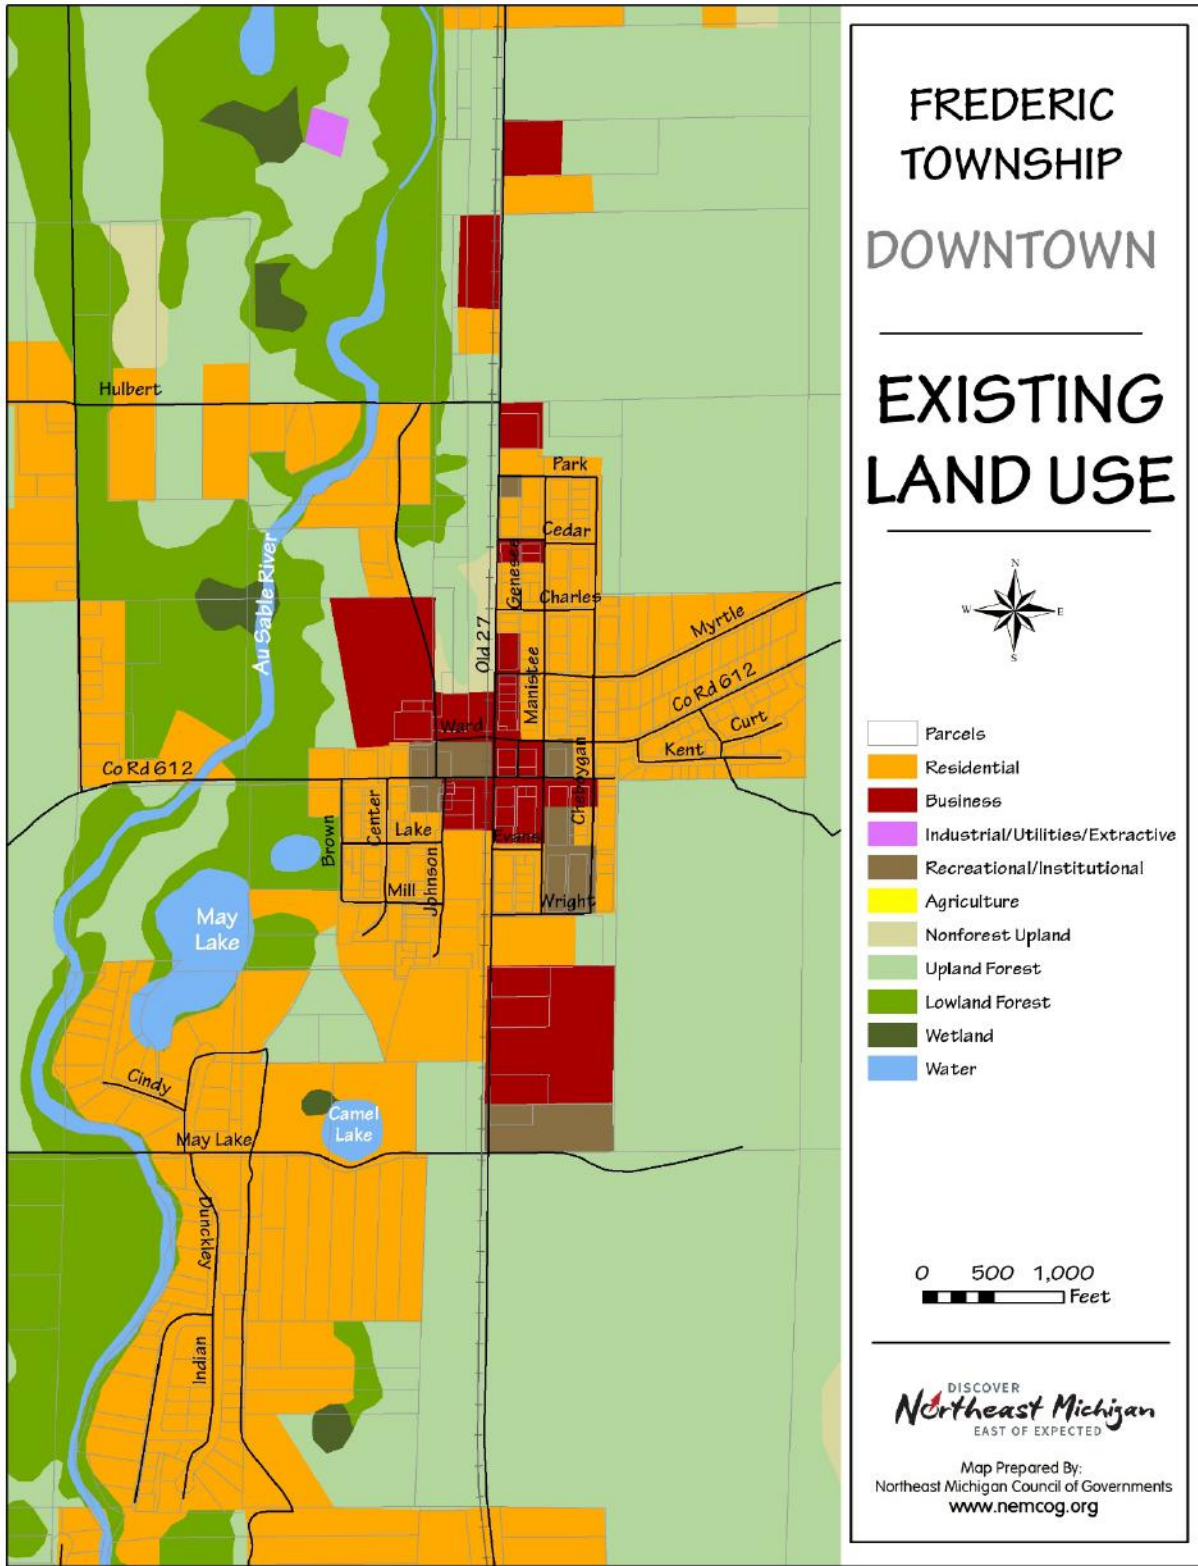 FREDERIC
TOWNSHIP
DOWNTOWN
EXISTING
LAND USE
N
W
E
S
Parcels
Residential
Business
Industrial/Utilities/Extractive
Recreational/Institutional
Agriculture
Nonforest Upland
Upland Forest
Lowland Forest
Wetland
Water
0 500 1,000
Feet
DISCOVER
Northeast Michigan
EAST OF EXPECTED
Map Prepared By:
Northeast Michigan Council of Governments
www.nemcog.org
Hulbert
Park
Cedar
Genesee
Charles
Au Sable River
Old 27
Manistee
Myrtle
Co Rd 612
Curt
Kent
Ward
Cheboygan
Co Rd 612
Center
Lake
Brown
Evans
Mill
Johnson
Wright
May
Lake
Cindy
Camel
Lake
May Lake
Dunckley
Indian